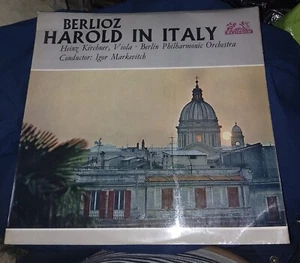 BERLIOZ
HAROLD IN ITALY
Heinz Kirchner, Viola · Berlin Philharmonic Orchestra
Conductor: Igor Markevitch